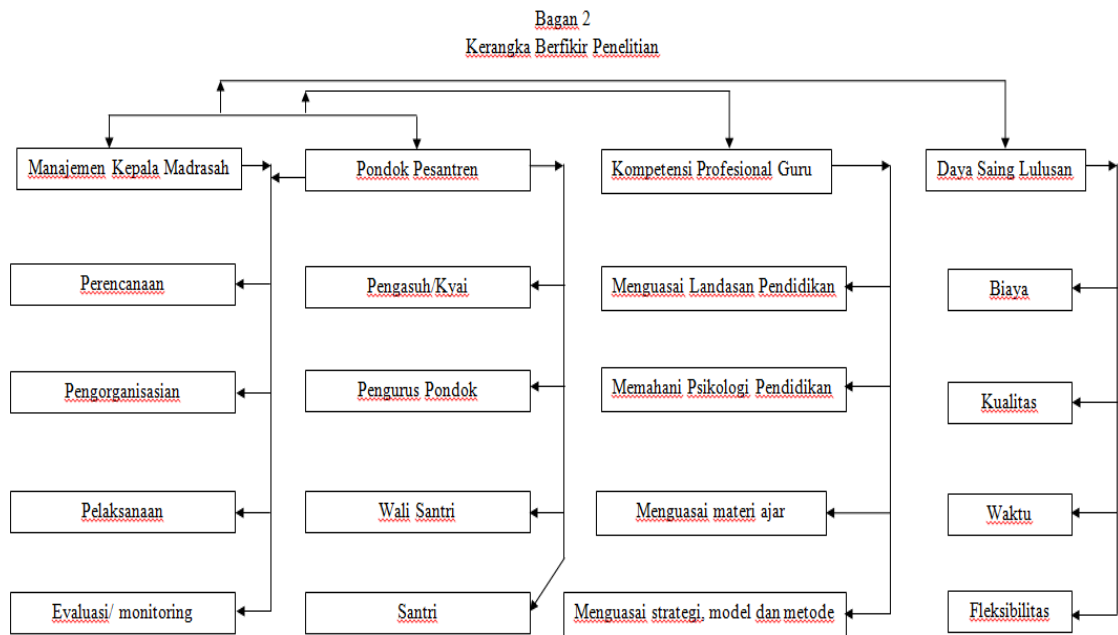 Bagan 2
Kerangka Berfikir Penelitian
Manajemen Kepala Madrasah
Pondok Pesantren
Kompetensi Profesional Guru
Daya Saing Lulusan
Perencanaan
Pengasuh/Kyai
Menguasai Landasan Pendidikan
Biaya
Pengorganisasian
Pengurus Pondok
Memahani Psikologi Pendidikan
Kualitas
Pelaksanaan
Wali Santri
Menguasai materi ajar
Waktu
Evaluasi/ monitoring
Santri
Menguasai strategi, model dan metode
Fleksibilitas